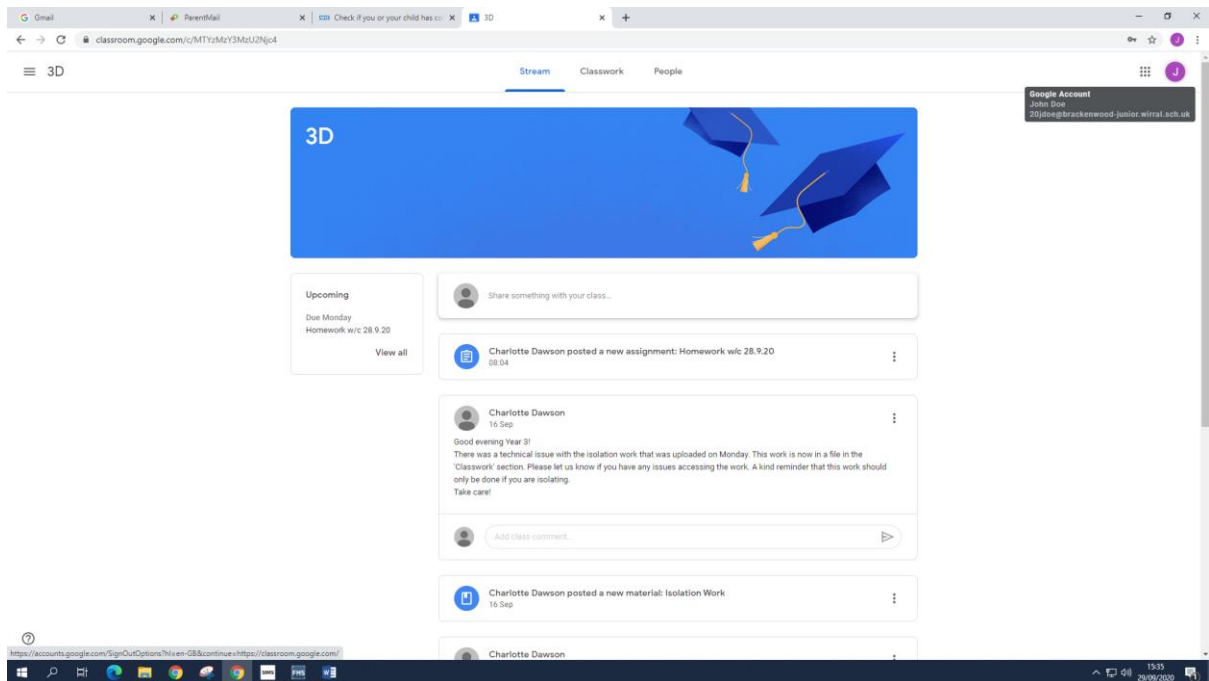 Gmail
ParentMail
Check if you or your child has co
3D
classroom.google.com/c/MTYzMzY3MzU2Njc4
3D
Stream
Classwork
People
J
J
Google Account
John Doe
20jdoe@brackenwood-junior.wirral.sch.uk
3D
Upcoming
Due Monday
Homework w/c 28.9.20
View all
Share something with your class...
Charlotte Dawson posted a new assignment: Homework w/c 28.9.20
08:04
Charlotte Dawson
16 Sep
Good evening Year 3!
There was a technical issue with the isolation work that was uploaded on Monday. This work is now in a file in the
'Classwork' section. Please let us know if you have any issues accessing the work. A kind reminder that this work should
only be done if you are isolating.
Take care!
Add class comment...
Charlotte Dawson posted a new material: Isolation Work
16 Sep
Charlotte Dawson
https://accounts.google.com/SignOutOptions?hl=en-GB&continue=https://classroom.google.com/
SIMS
FMS
W
15:35
29/09/2020